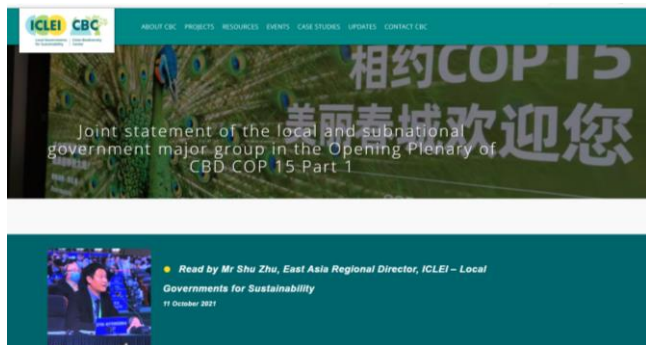 ICLEI CBC
ABOUT CBC PROJECTS RESOURCES EVENTS CASE STUDIES UPDATES CONTACT CBC
相约COP15
美丽春城欢迎您
Joint statement of the local and subnational
government major group in the Opening Plenary of
CBD COP 15 Part 1
Read by Mr Shu Zhu, East Asia Regional Director, ICLEI – Local
Governments for Sustainability
11 October 2021